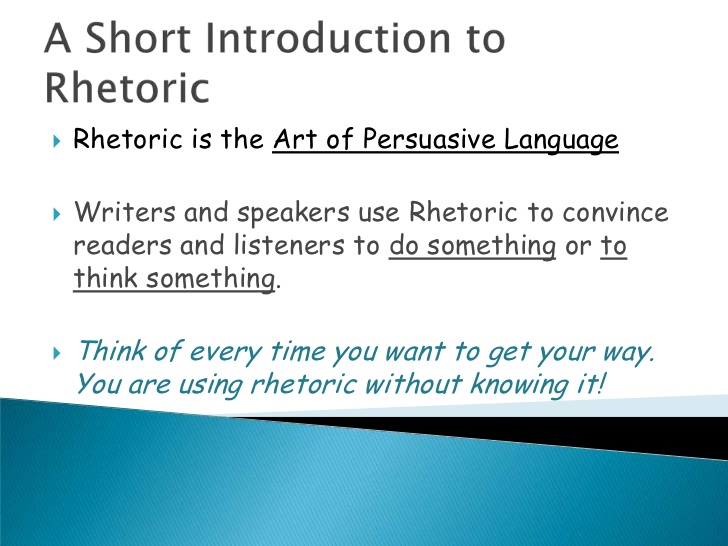 A Short Introduction to
Rhetoric
Rhetoric is the Art of Persuasive Language
Writers and speakers use Rhetoric to convince
readers and listeners to do something or to
think something.
Think of every time you want to get your way.
You are using rhetoric without knowing it!